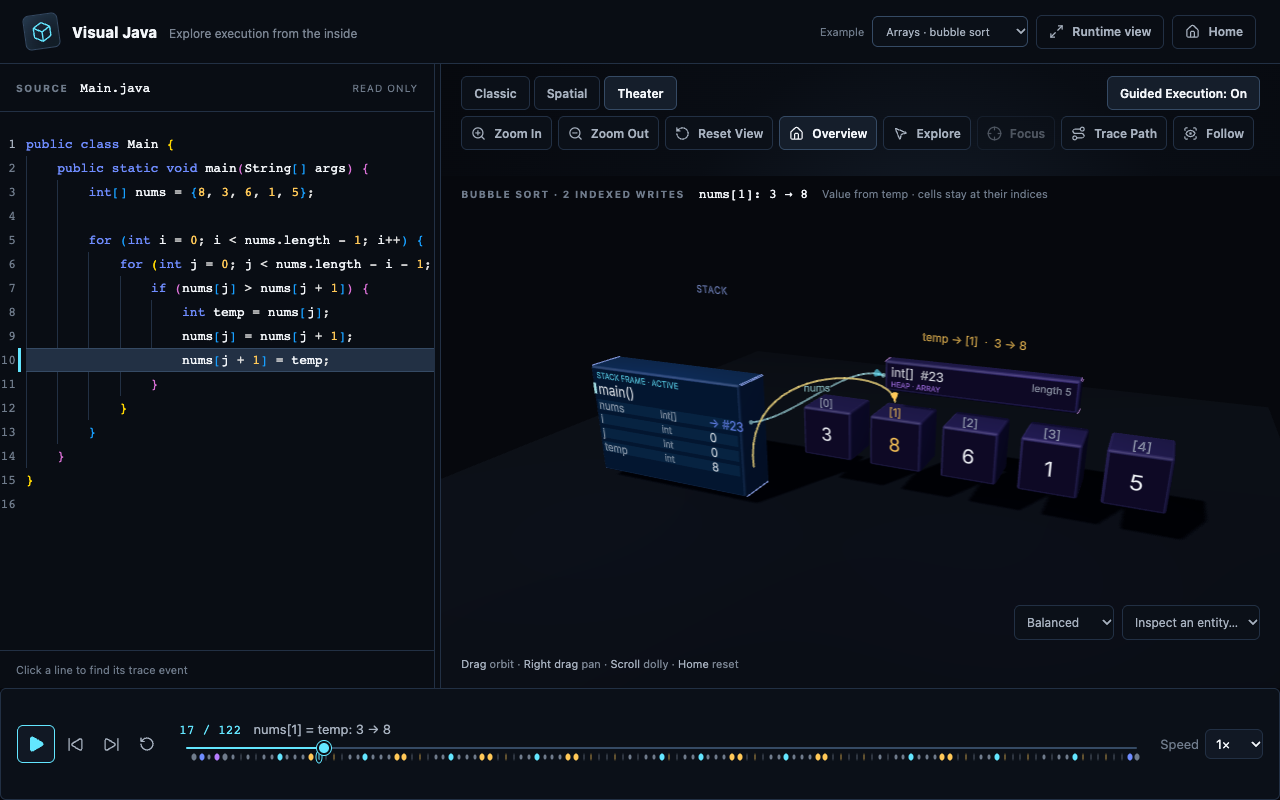 Visual Java Explore execution from the inside
Example Arrays · bubble sort Runtime view Home
SOURCE Main.java READ ONLY
1 public class Main {
2 public static void main(String[] args) {
3 int[] nums = {8, 3, 6, 1, 5};
4
5 for (int i = 0; i < nums.length - 1; i++) {
6 for (int j = 0; j < nums.length - i - 1;
7 if (nums[j] > nums[j + 1]) {
8 int temp = nums[j];
9 nums[j] = nums[j + 1];
10 nums[j + 1] = temp;
11 }
12 }
13 }
14 }
15 }
16
Click a line to find its trace event
Classic Spatial Theater Guided Execution: On
Zoom In Zoom Out Reset View Overview Explore Focus Trace Path Follow
BUBBLE SORT · 2 INDEXED WRITES nums[1]: 3 → 8 Value from temp · cells stay at their indices
STACK
temp → [1] · 3 → 8
STACK FRAME · ACTIVE
main()
nums int[] → #23
i int 0
j int 0
temp int 8
nums
int[] #23
HEAP · ARRAY
length 5
[0] [1] [2] [3] [4]
3 8 6 1 5
Balanced Inspect an entity...
Drag orbit · Right drag pan · Scroll dolly · Home reset
17 / 122 nums[1] = temp: 3 → 8
Speed 1×